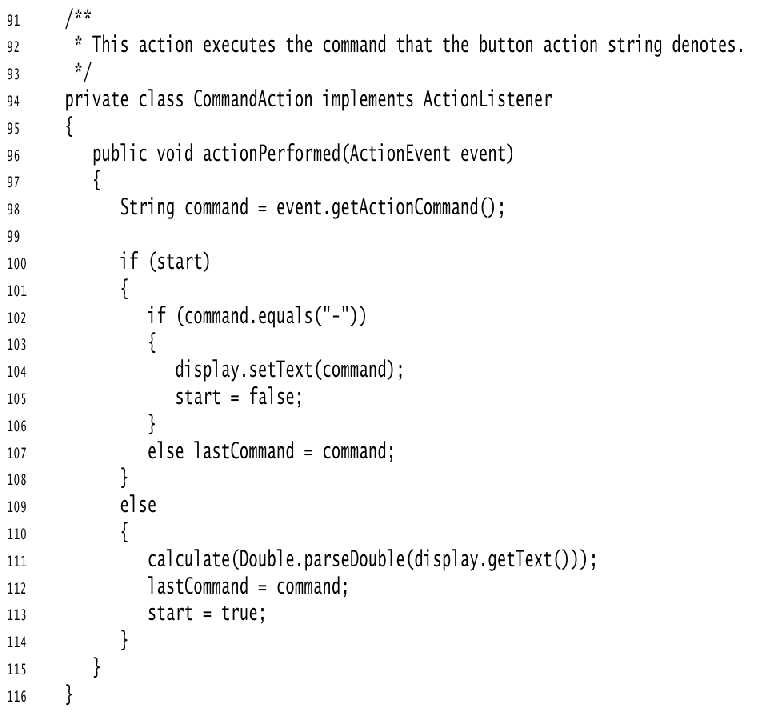 91 /**
92  * This action executes the command that the button action string denotes.
93  */
94 private class CommandAction implements ActionListener
95 {
96    public void actionPerformed(ActionEvent event)
97    {
98       String command = event.getActionCommand();
99
100       if (start)
101       {
102          if (command.equals("-"))
103          {
104             display.setText(command);
105             start = false;
106          }
107          else lastCommand = command;
108       }
109       else
110       {
111          calculate(Double.parseDouble(display.getText()));
112          lastCommand = command;
113          start = true;
114       }
115    }
116 }